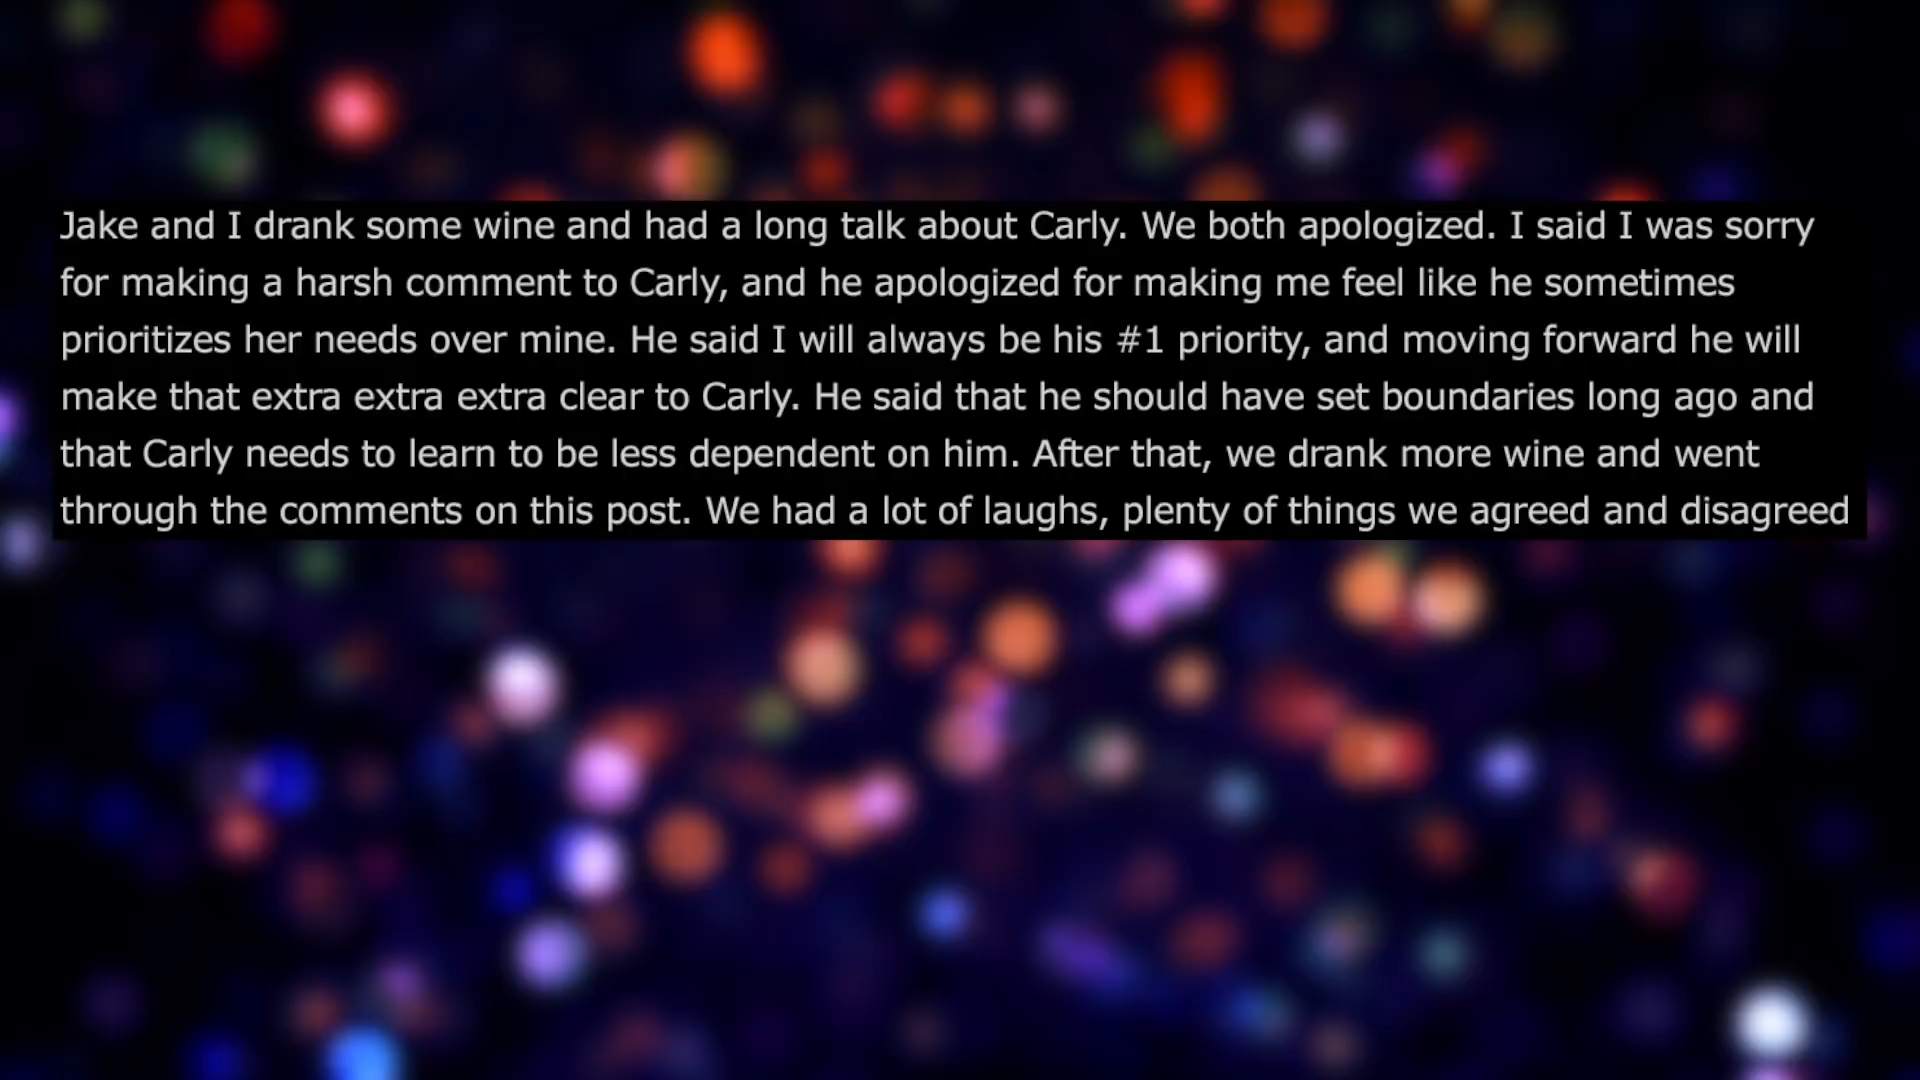 Jake and I drank some wine and had a long talk about Carly. We both apologized. I said I was sorry
for making a harsh comment to Carly, and he apologized for making me feel like he sometimes
prioritizes her needs over mine. He said I will always be his #1 priority, and moving forward he will
make that extra extra extra clear to Carly. He said that he should have set boundaries long ago and
that Carly needs to learn to be less dependent on him. After that, we drank more wine and went
through the comments on this post. We had a lot of laughs, plenty of things we agreed and disagreed